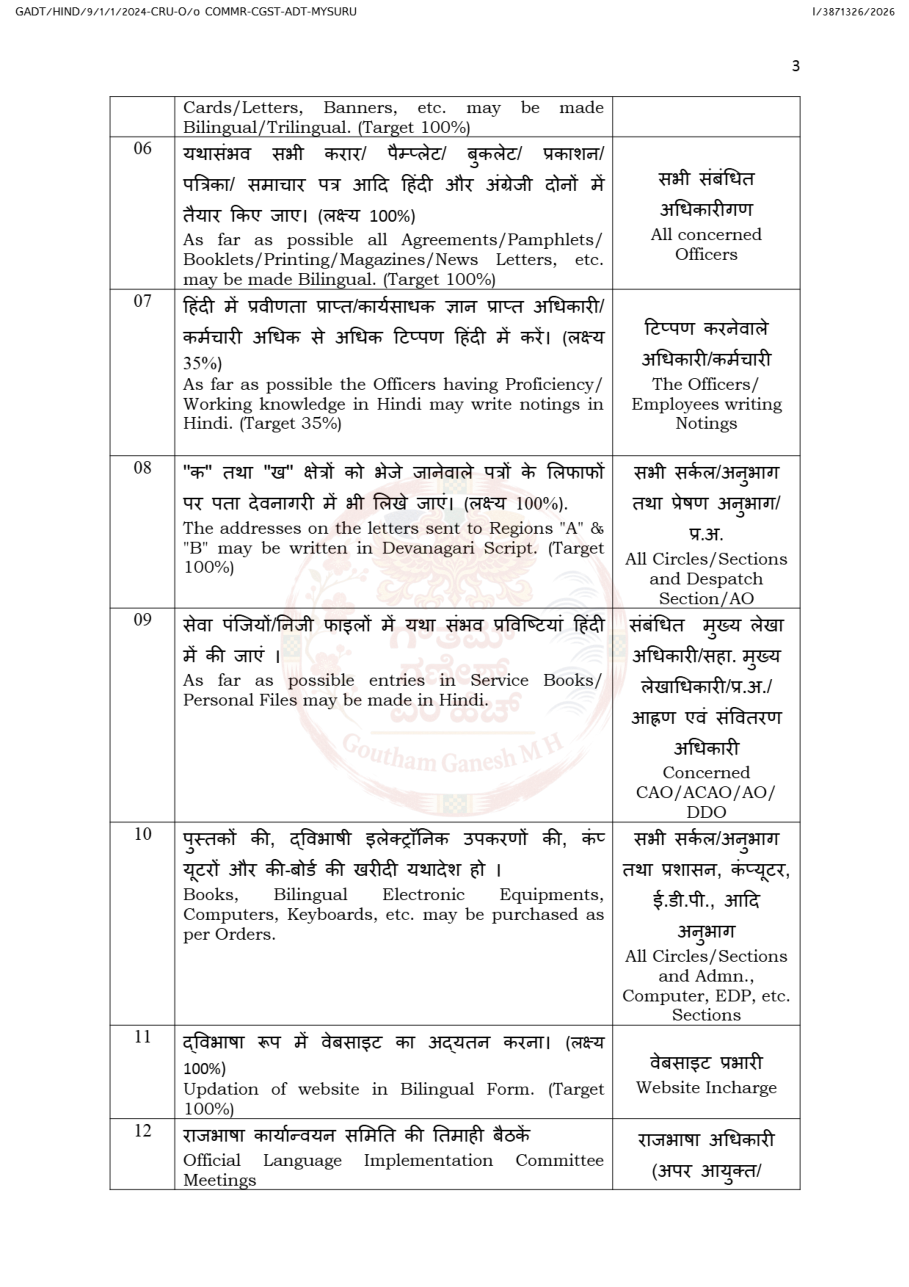 GADT/HIND/9/1/1/2024-CRU-O/o COMMR-CGST-ADT-MYSURU
I/3871326/2026
3
Cards/Letters, Banners, etc. may be made
Bilingual/Trilingual. (Target 100%)
06
यथासंभव सभी करार/ पैम्प्लेट/ बुकलेट/ प्रकाशन/
पत्रिका/ समाचार पत्र आदि हिंदी और अंग्रेजी दोनों में
तैयार किए जाए। (लक्ष्य 100%)
As far as possible all Agreements/Pamphlets/
Booklets/Printing/Magazines/News Letters, etc.
may be made Bilingual. (Target 100%)
सभी संबंधित
अधिकारीगण
All concerned
Officers
07
हिंदी में प्रवीणता प्राप्त/कार्यसाधक ज्ञान प्राप्त अधिकारी/
कर्मचारी अधिक से अधिक टिप्पण हिंदी में करें। (लक्ष्य
35%)
As far as possible the Officers having Proficiency/
Working knowledge in Hindi may write notings in
Hindi. (Target 35%)
टिप्पण करनेवाले
अधिकारी/कर्मचारी
The Officers/
Employees writing
Notings
08
"क" तथा "ख" क्षेत्रों को भेजे जानेवाले पत्रों के लिफाफों
पर पता देवनागरी में भी लिखे जाएं। (लक्ष्य 100%).
The addresses on the letters sent to Regions "A" &
"B" may be written in Devanagari Script. (Target
100%)
सभी सर्कल/अनुभाग
तथा प्रेषण अनुभाग/
प्र.अ.
All Circles/Sections
and Despatch
Section/AO
09
सेवा पंजियों/निजी फाइलों में यथा संभव प्रविष्टियां हिंदी
में की जाएं ।
As far as possible entries in Service Books/
Personal Files may be made in Hindi.
संबंधित मुख्य लेखा
अधिकारी/सहा. मुख्य
लेखाधिकारी/प्र.अ./
आह्रण एवं संवितरण
अधिकारी
Concerned
CAO/ACAO/AO/
DDO
ಗೌತಮ್
ಗಣೇಶ್
ಎಂ ಹೆಚ್
Goutham Ganesh M H
10
पुस्तकों की, द्विभाषी इलेक्ट्रॉनिक उपकरणों की, कंप्
यूटरों और की-बोर्ड की खरीदी यथादेश हो ।
Books, Bilingual Electronic Equipments,
Computers, Keyboards, etc. may be purchased as
per Orders.
सभी सर्कल/अनुभाग
तथा प्रशासन, कंप्यूटर,
ई.डी.पी., आदि
अनुभाग
All Circles/Sections
and Admn.,
Computer, EDP, etc.
Sections
11
द्विभाषा रूप में वेबसाइट का अद्यतन करना। (लक्ष्य
100%)
Updation of website in Bilingual Form. (Target
100%)
वेबसाइट प्रभारी
Website Incharge
12
राजभाषा कार्यान्वयन समिति की तिमाही बैठकें
Official Language Implementation Committee
Meetings
राजभाषा अधिकारी
(अपर आयुक्त/